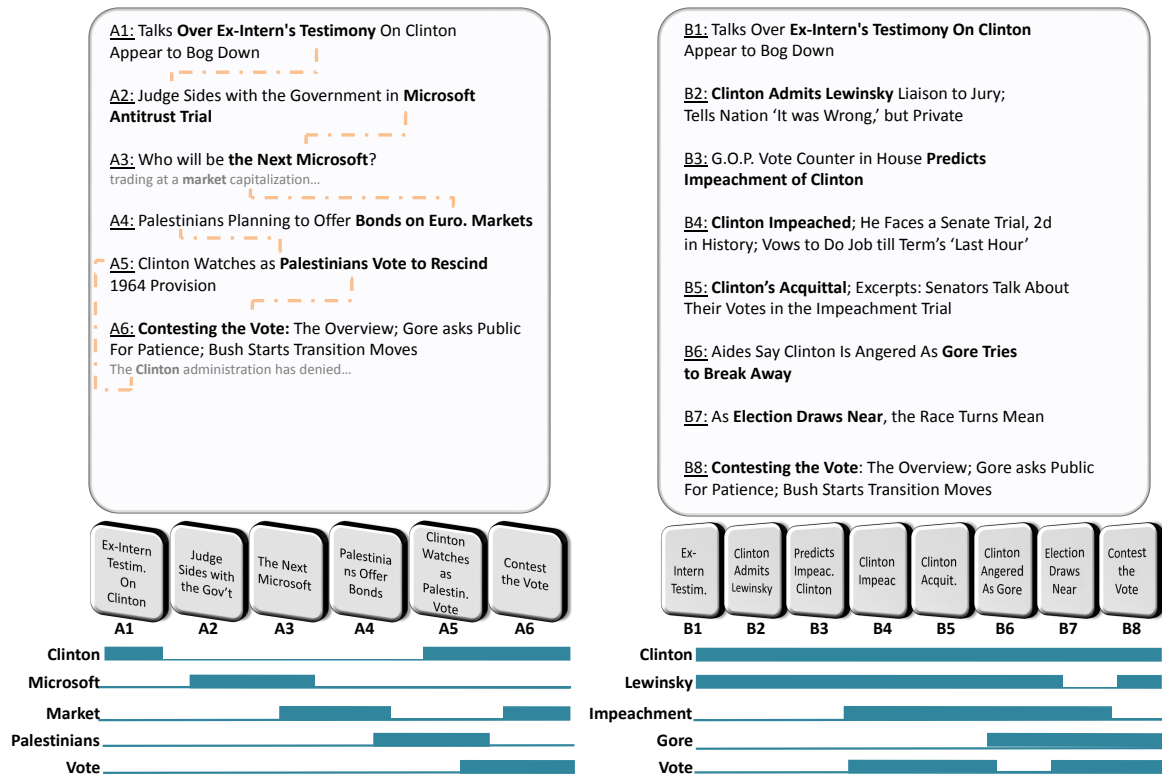 A1: Talks Over Ex-Intern's Testimony On Clinton
Appear to Bog Down
A2: Judge Sides with the Government in Microsoft
Antitrust Trial
A3: Who will be the Next Microsoft?
trading at a market capitalization…
A4: Palestinians Planning to Offer Bonds on Euro. Markets
A5: Clinton Watches as Palestinians Vote to Rescind
1964 Provision
A6: Contesting the Vote: The Overview; Gore asks Public
For Patience; Bush Starts Transition Moves
The Clinton administration has denied…
B1: Talks Over Ex-Intern's Testimony On Clinton
Appear to Bog Down
B2: Clinton Admits Lewinsky Liaison to Jury;
Tells Nation ‘It was Wrong,’ but Private
B3: G.O.P. Vote Counter in House Predicts
Impeachment of Clinton
B4: Clinton Impeached; He Faces a Senate Trial, 2d
in History; Vows to Do Job till Term’s ‘Last Hour’
B5: Clinton’s Acquittal; Excerpts: Senators Talk About
Their Votes in the Impeachment Trial
B6: Aides Say Clinton Is Angered As Gore Tries
to Break Away
B7: As Election Draws Near, the Race Turns Mean
B8: Contesting the Vote: The Overview; Gore asks Public
For Patience; Bush Starts Transition Moves
Ex-Intern
Testim.
On
Clinton
Judge
Sides with
the Gov't
The Next
Microsoft
Palestinia
ns Offer
Bonds
Clinton
Watches
as
Palestin.
Vote
Contest
the Vote
A1 A2 A3 A4 A5 A6
Clinton
Microsoft
Market
Palestinians
Vote
Ex-
Intern
Testim.
Clinton
Admits
Lewinsky
Predicts
Impeac.
Clinton
Clinton
Impeac
Clinton
Acquit.
Clinton
Angered
As Gore
Election
Draws
Near
Contest
the
Vote
B1 B2 B3 B4 B5 B6 B7 B8
Clinton
Lewinsky
Impeachment
Gore
Vote